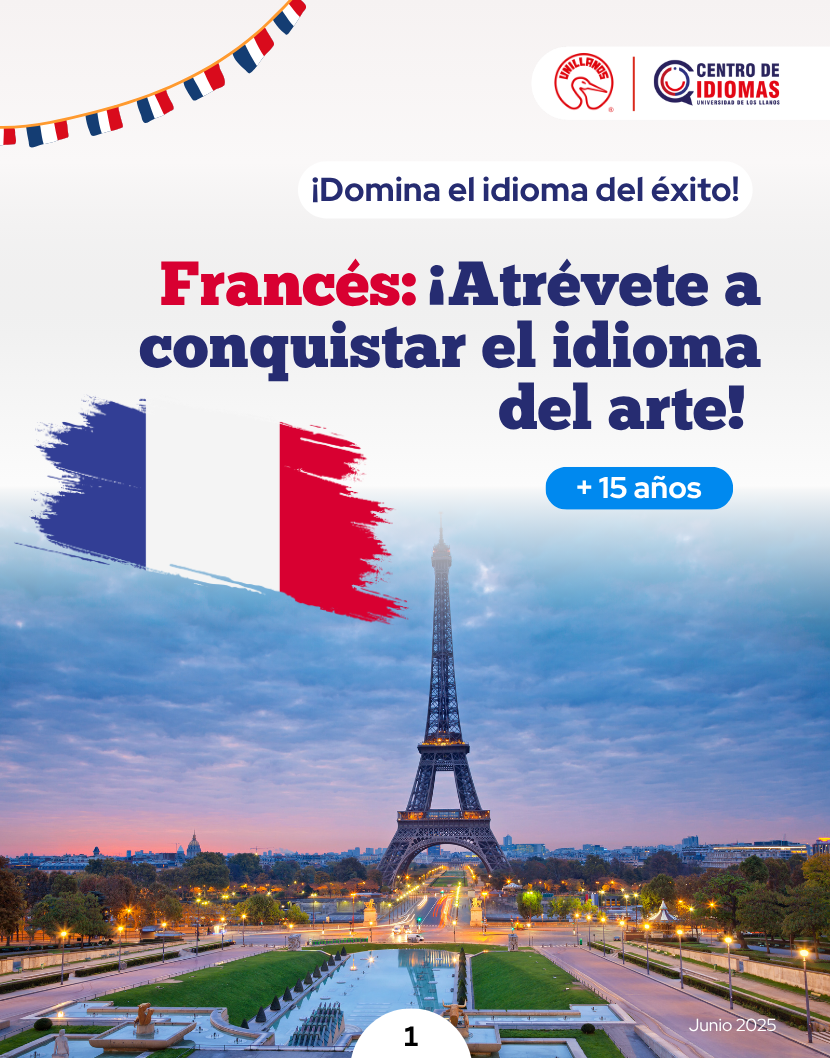 UNILLANOS
CENTRO DE
IDIOMAS
UNIVERSIDAD DE LOS LLANOS
¡Domina el idioma del éxito!
Francés: ¡Atrévete a
conquistar el idioma
del arte!
+ 15 años
Junio 2025
1